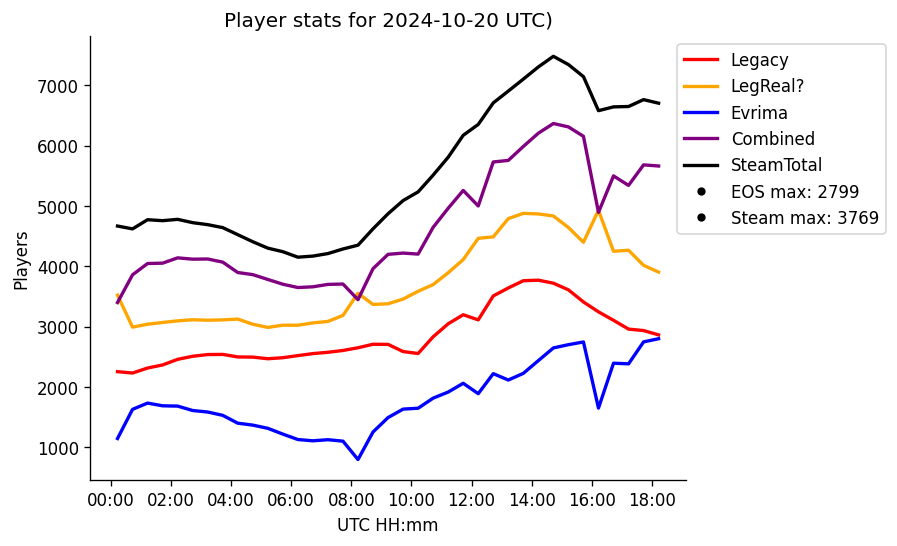 Player stats for 2024-10-20 UTC)
Legacy
LegReal?
Evrima
Combined
SteamTotal
EOS max: 2799
Steam max: 3769
Players
7000
6000
5000
4000
3000
2000
1000
00:00 02:00 04:00 06:00 08:00 10:00 12:00 14:00 16:00 18:00
UTC HH:mm